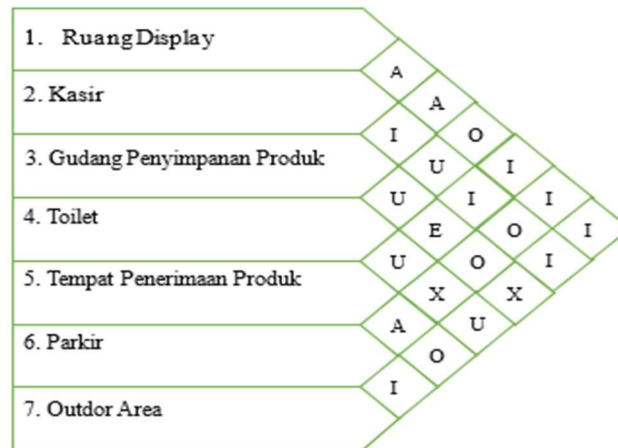 1. Ruang Display
A
2. Kasir
A
I
O
3. Gudang Penyimpanan Produk
U
I
U
I
I
4. Toilet
E
O
I
U
O
I
5. Tempat Penerimaan Produk
X
X
A
U
6. Parkir
O
I
7. Outdor Area